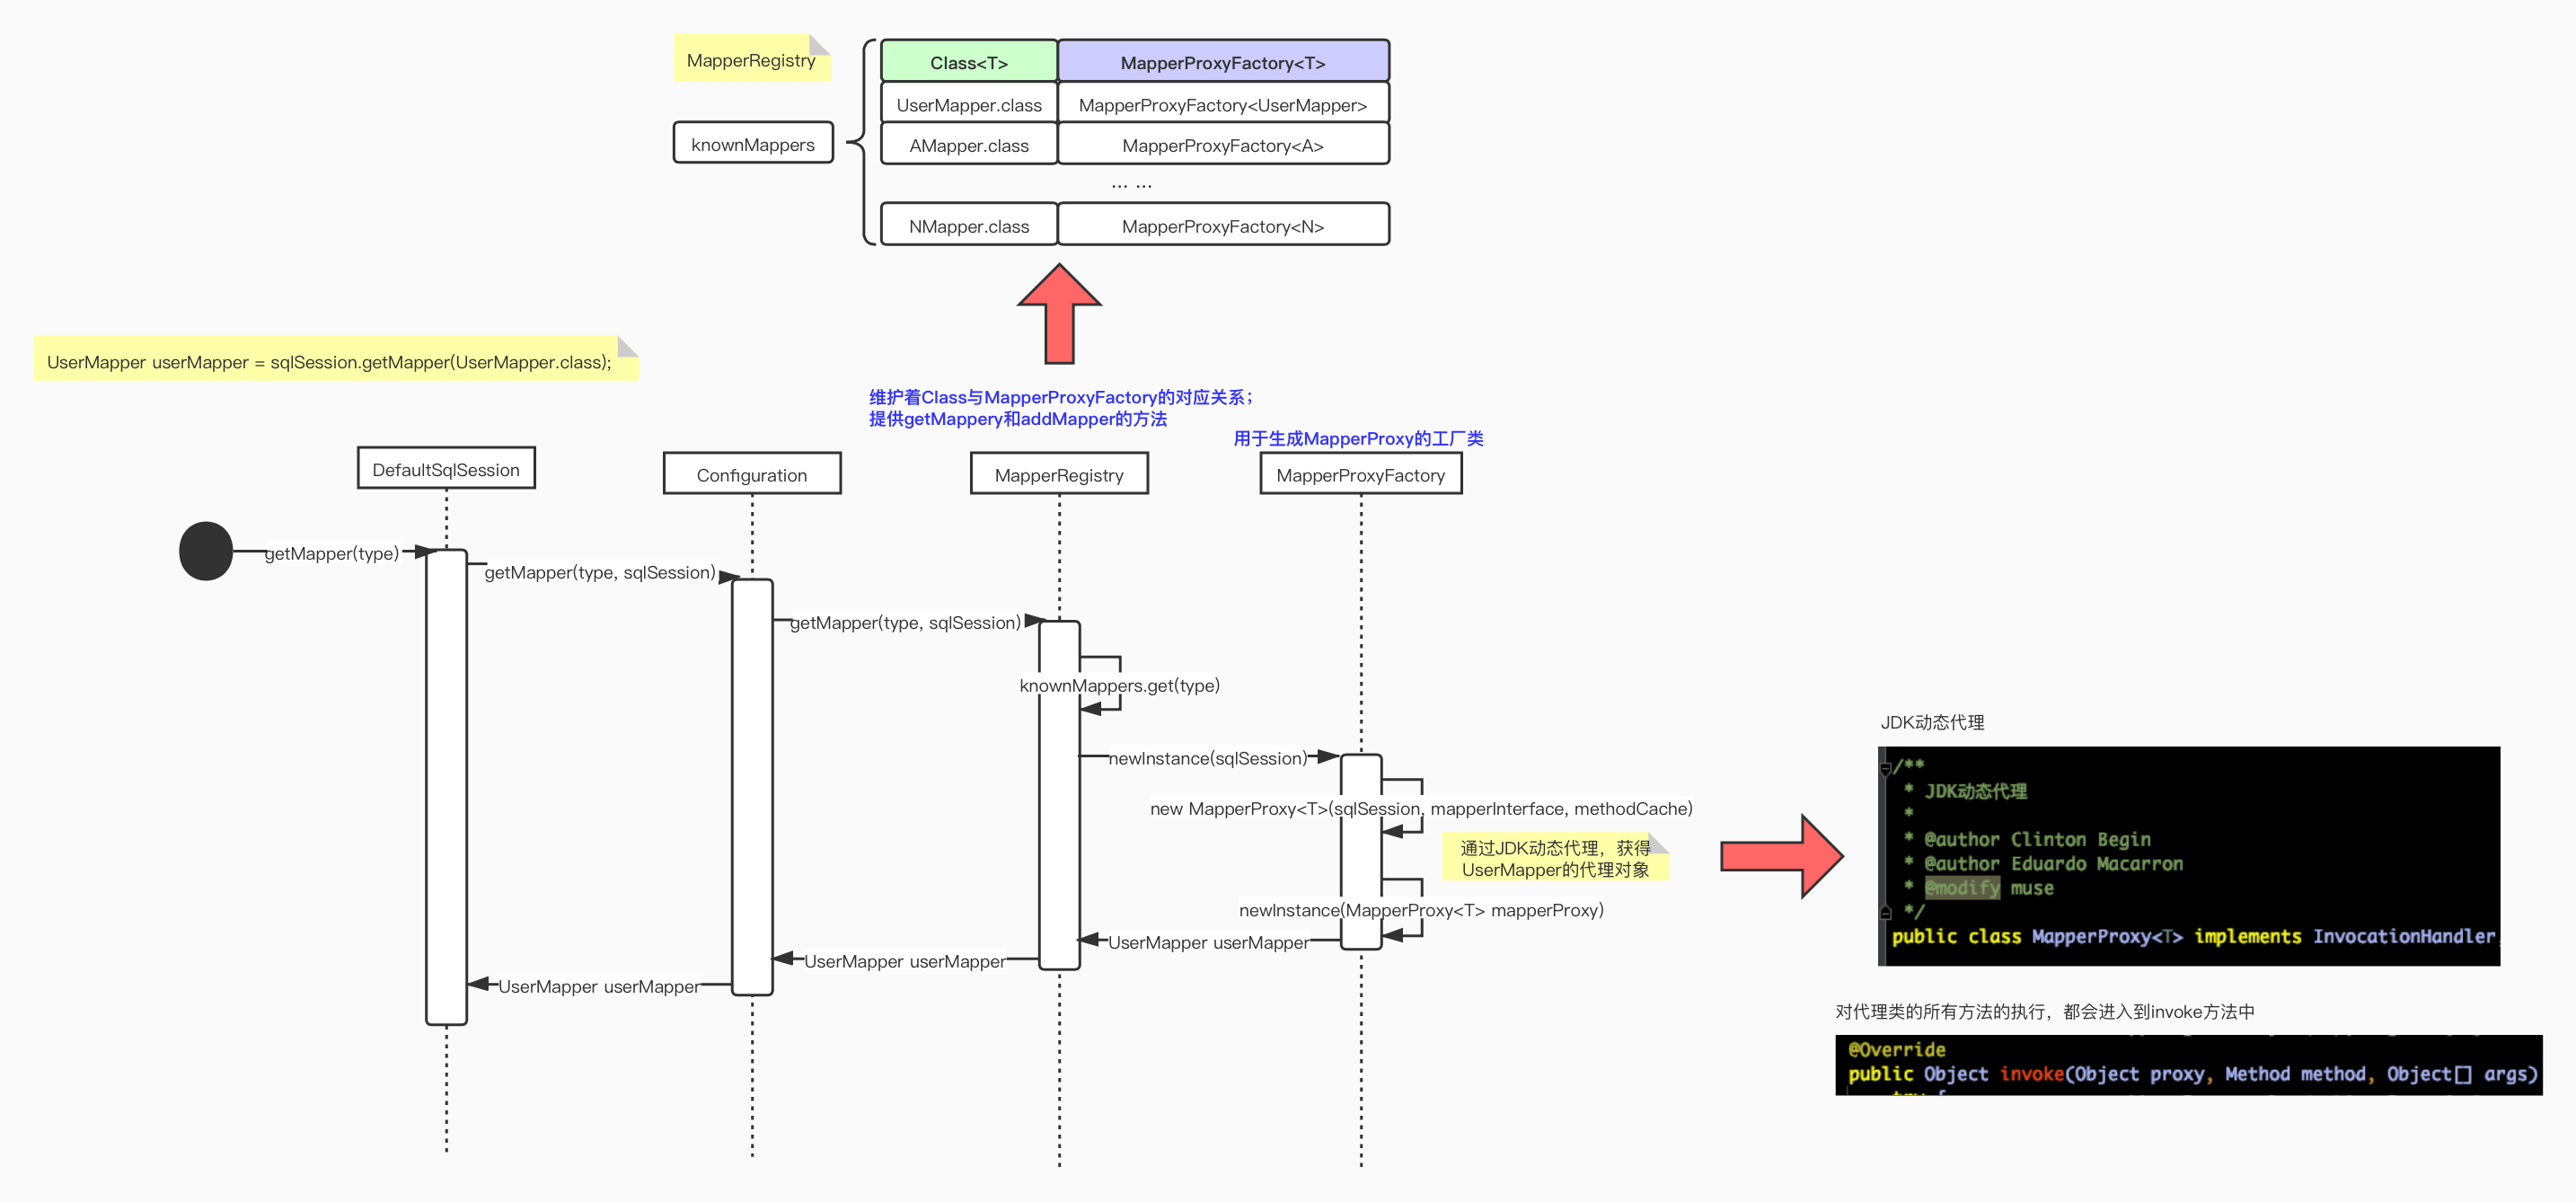 MapperRegistry
knownMappers
Class<T>
MapperProxyFactory<T>
UserMapper.class
MapperProxyFactory<UserMapper>
AMapper.class
MapperProxyFactory<A>
... ...
NMapper.class
MapperProxyFactory<N>
UserMapper userMapper = sqlSession.getMapper(UserMapper.class);
维护着Class与MapperProxyFactory的对应关系；
提供getMappery和addMapper的方法
用于生成MapperProxy的工厂类
DefaultSqlSession
Configuration
MapperRegistry
MapperProxyFactory
getMapper(type)
getMapper(type, sqlSession)
getMapper(type, sqlSession)
knownMappers.get(type)
newInstance(sqlSession)
new MapperProxy<T>(sqlSession, mapperInterface, methodCache)
通过JDK动态代理，获得
UserMapper的代理对象
newInstance(MapperProxy<T> mapperProxy)
UserMapper userMapper
UserMapper userMapper
UserMapper userMapper
JDK动态代理
/**
* JDK动态代理
*
* @author Clinton Begin
* @author Eduardo Macarron
* @modify muse
*/
public class MapperProxy<T> implements InvocationHandler
对代理类的所有方法的执行，都会进入到invoke方法中
@Override
public Object invoke(Object proxy, Method method, Object[] args)